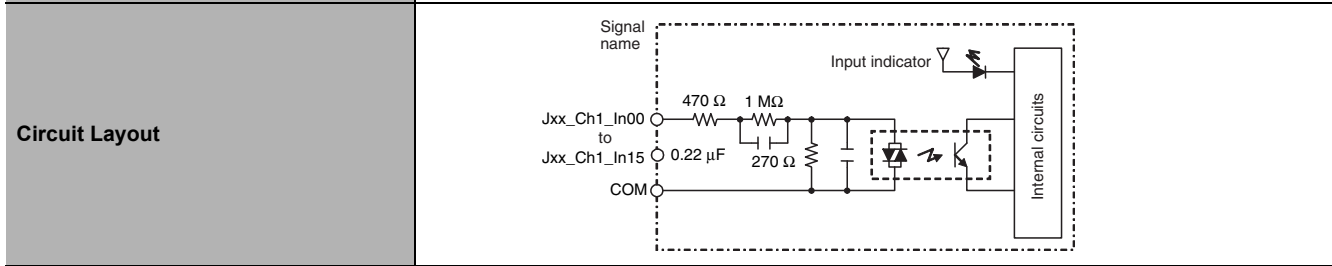 Circuit Layout
Signal
name
Input indicator
470 Ω
1 MΩ
Jxx_Ch1_In00
to
Jxx_Ch1_In15
0.22 μF
270 Ω
COM
Internal circuits